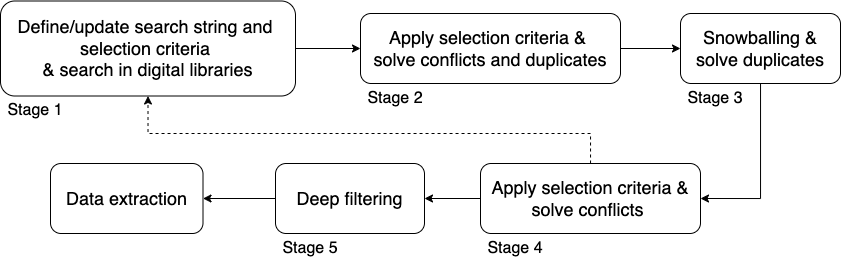 Define/update search string and
selection criteria
& search in digital libraries
Stage 1
Apply selection criteria &
solve conflicts and duplicates
Stage 2
Snowballing &
solve duplicates
Stage 3
Apply selection criteria &
solve conflicts
Stage 4
Deep filtering
Stage 5
Data extraction